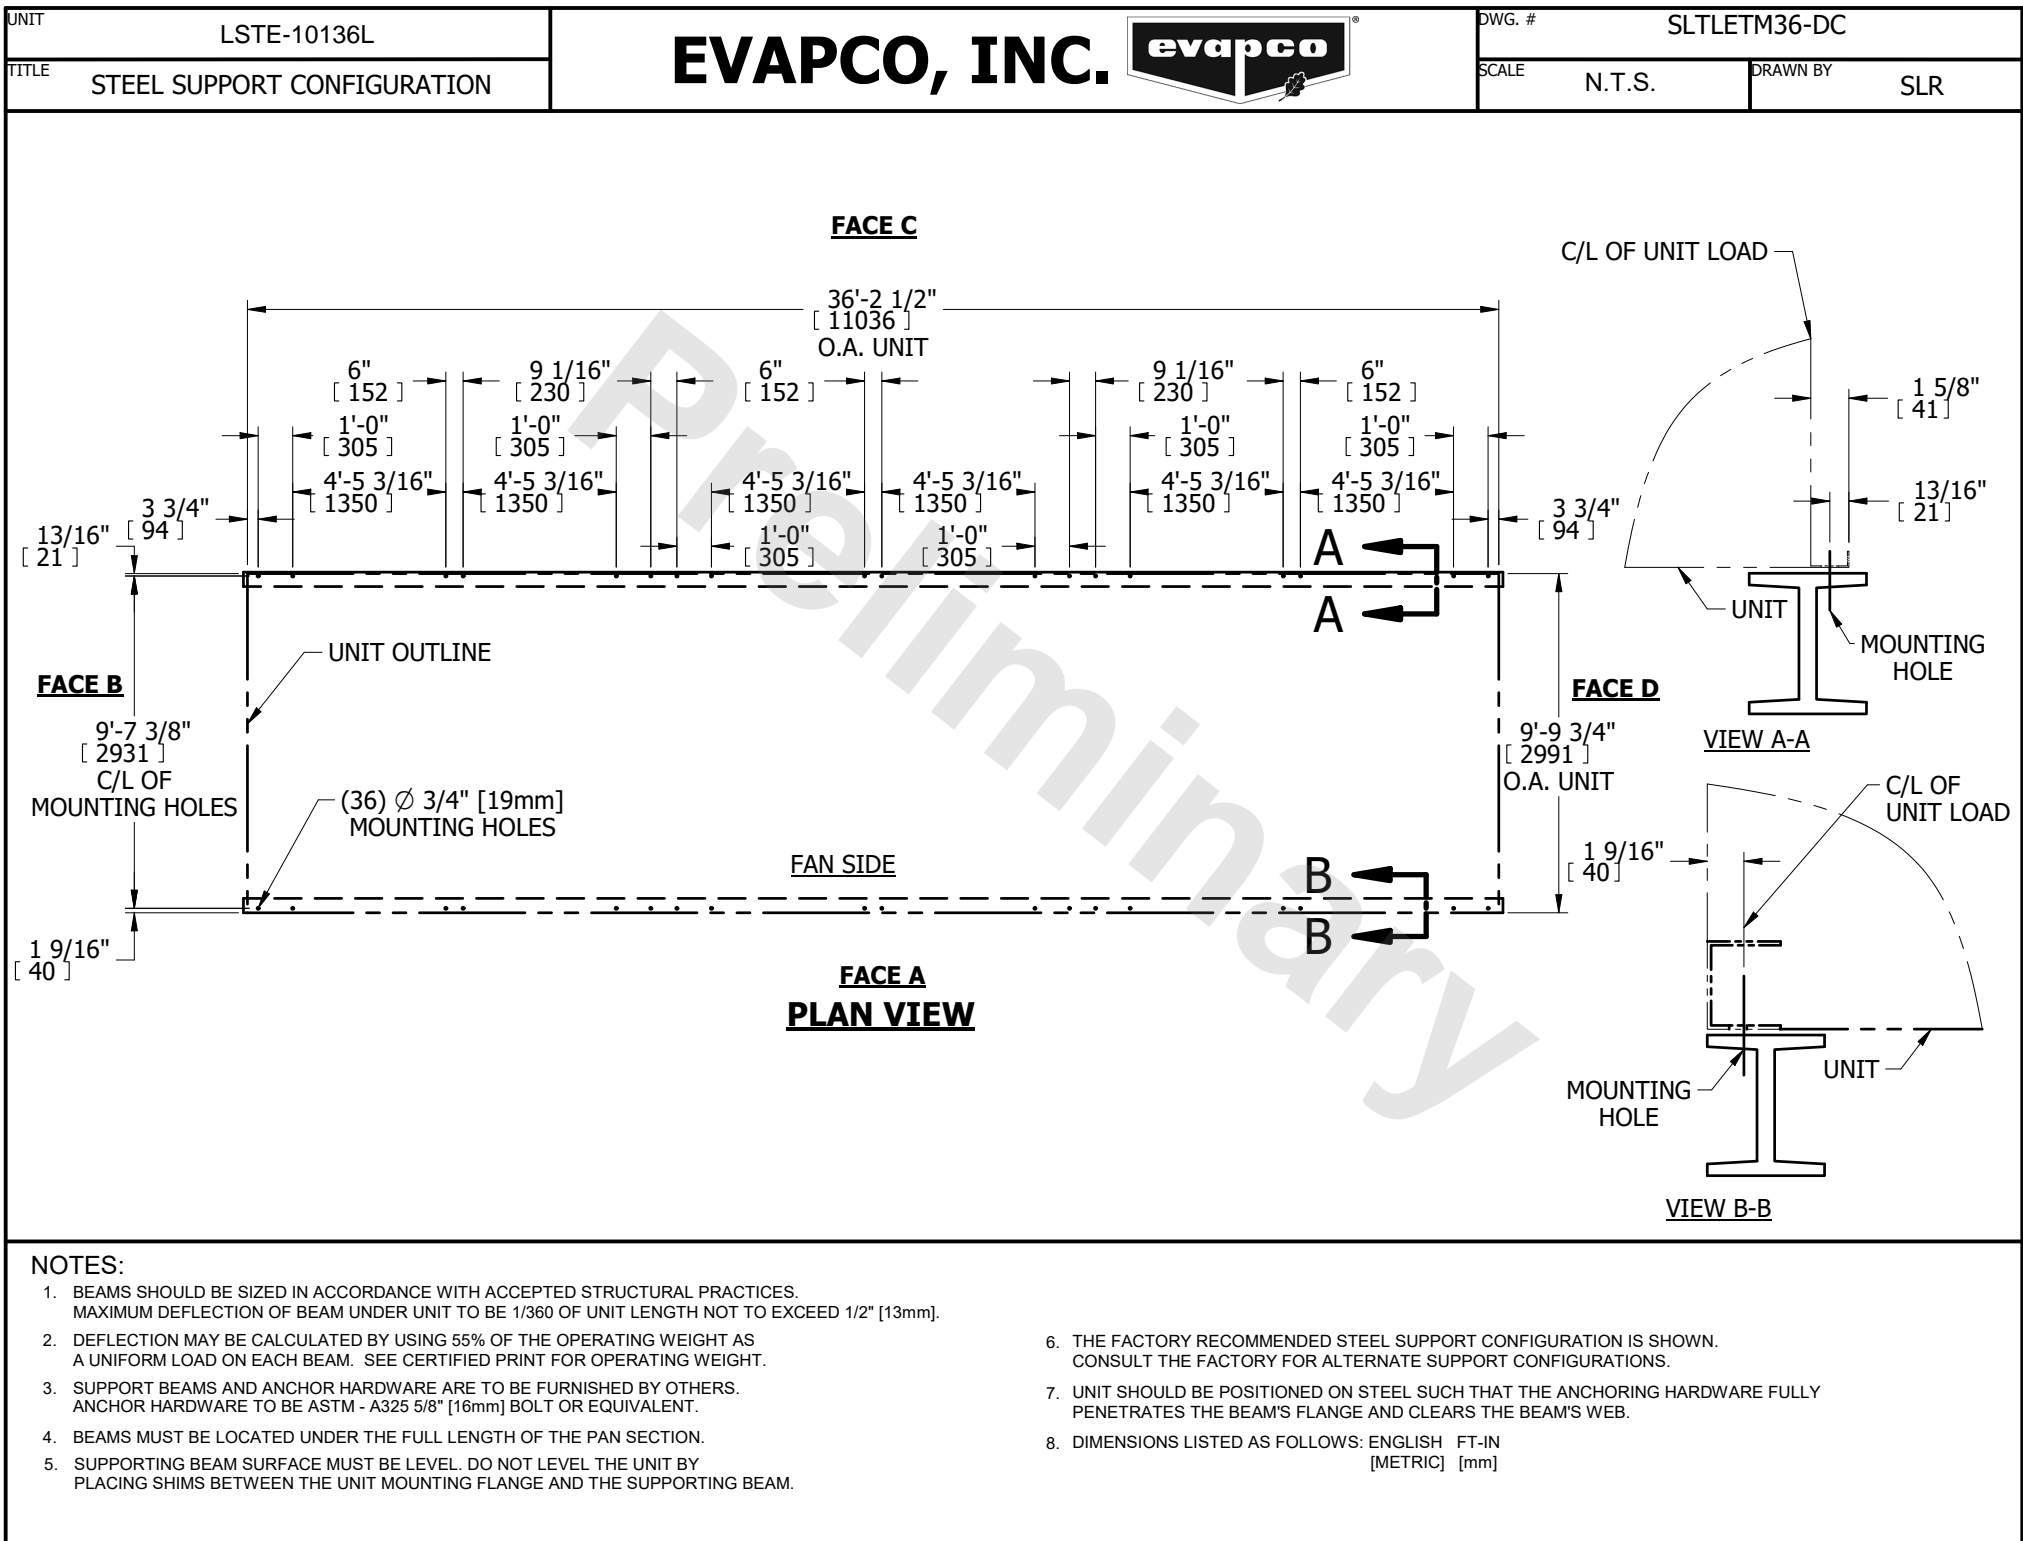 UNIT
LSTE-10136L
TITLE
STEEL SUPPORT CONFIGURATION
EVAPCO, INC.
evapco
®
DWG. #
SLTLETM36-DC
SCALE
N.T.S.
DRAWN BY
SLR
FACE C
36'-2 1/2"
[ 11036 ]
O.A. UNIT
6"
[ 152 ]
9 1/16"
[ 230 ]
6"
[ 152 ]
9 1/16"
[ 230 ]
6"
[ 152 ]
1'-0"
[ 305 ]
1'-0"
[ 305 ]
1'-0"
[ 305 ]
1'-0"
[ 305 ]
4'-5 3/16"
[ 1350 ]
4'-5 3/16"
[ 1350 ]
4'-5 3/16"
[ 1350 ]
4'-5 3/16"
[ 1350 ]
4'-5 3/16"
[ 1350 ]
4'-5 3/16"
[ 1350 ]
3 3/4"
[ 94 ]
13/16"
[ 21 ]
1'-0"
[ 305 ]
1'-0"
[ 305 ]
3 3/4"
[ 94 ]
A
A
UNIT OUTLINE
FACE B
9'-7 3/8"
[ 2931 ]
C/L OF
MOUNTING HOLES
(36) Ø 3/4" [19mm]
MOUNTING HOLES
FACE D
9'-9 3/4"
[ 2991 ]
O.A. UNIT
FAN SIDE
B
B
1 9/16"
[ 40 ]
FACE A
PLAN VIEW
Preliminary
C/L OF UNIT LOAD
1 5/8"
[ 41 ]
13/16"
[ 21 ]
UNIT
MOUNTING
HOLE
VIEW A-A
C/L OF
UNIT LOAD
1 9/16"
[ 40 ]
UNIT
MOUNTING
HOLE
VIEW B-B
NOTES:
1. BEAMS SHOULD BE SIZED IN ACCORDANCE WITH ACCEPTED STRUCTURAL PRACTICES.
MAXIMUM DEFLECTION OF BEAM UNDER UNIT TO BE 1/360 OF UNIT LENGTH NOT TO EXCEED 1/2" [13mm].
2. DEFLECTION MAY BE CALCULATED BY USING 55% OF THE OPERATING WEIGHT AS
A UNIFORM LOAD ON EACH BEAM. SEE CERTIFIED PRINT FOR OPERATING WEIGHT.
3. SUPPORT BEAMS AND ANCHOR HARDWARE ARE TO BE FURNISHED BY OTHERS.
ANCHOR HARDWARE TO BE ASTM - A325 5/8" [16mm] BOLT OR EQUIVALENT.
4. BEAMS MUST BE LOCATED UNDER THE FULL LENGTH OF THE PAN SECTION.
5. SUPPORTING BEAM SURFACE MUST BE LEVEL. DO NOT LEVEL THE UNIT BY
PLACING SHIMS BETWEEN THE UNIT MOUNTING FLANGE AND THE SUPPORTING BEAM.
6. THE FACTORY RECOMMENDED STEEL SUPPORT CONFIGURATION IS SHOWN.
CONSULT THE FACTORY FOR ALTERNATE SUPPORT CONFIGURATIONS.
7. UNIT SHOULD BE POSITIONED ON STEEL SUCH THAT THE ANCHORING HARDWARE FULLY
PENETRATES THE BEAM'S FLANGE AND CLEARS THE BEAM'S WEB.
8. DIMENSIONS LISTED AS FOLLOWS: ENGLISH FT-IN
[METRIC] [mm]